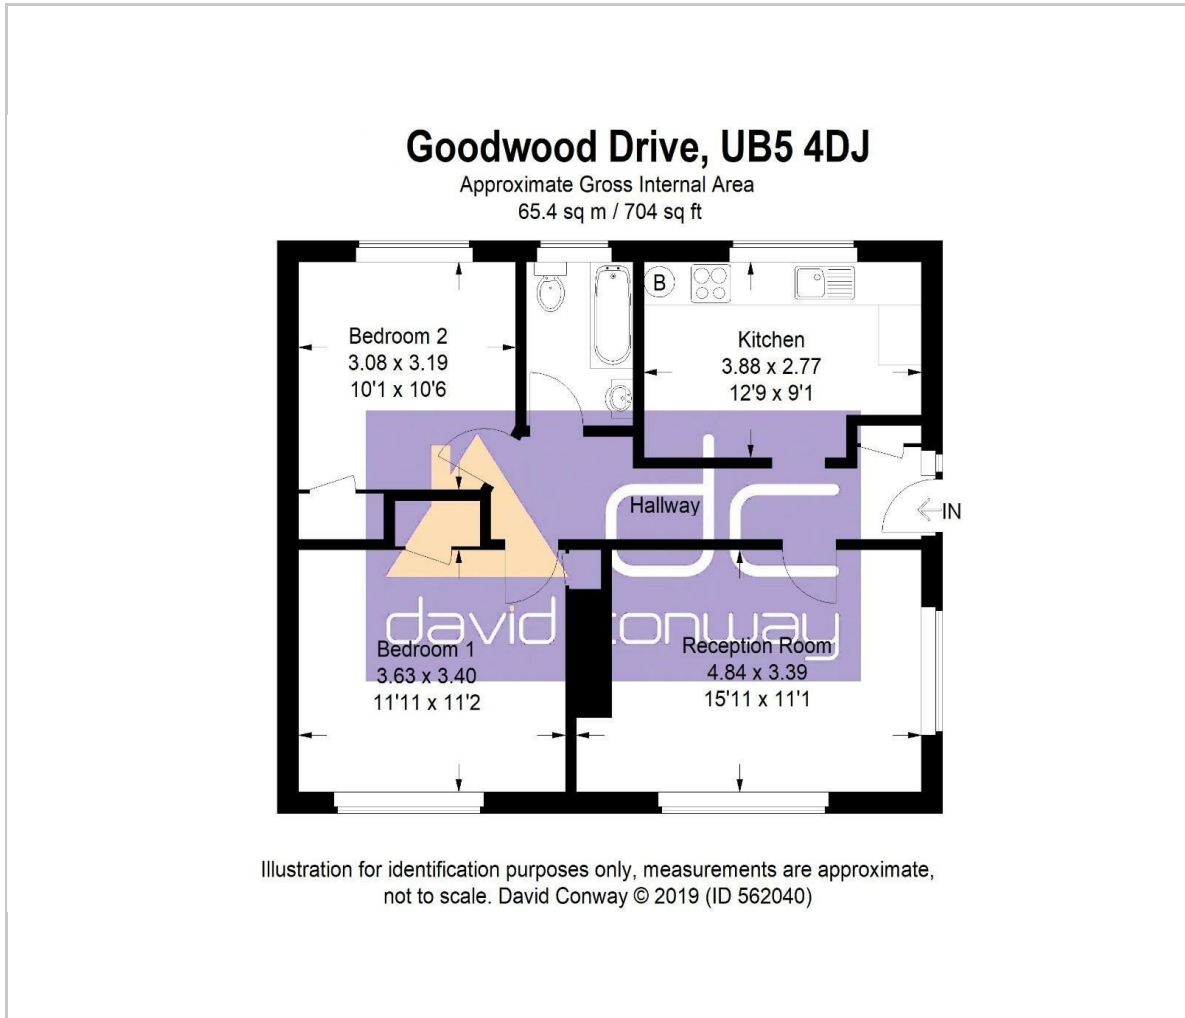 Goodwood Drive, UB5 4DJ
Approximate Gross Internal Area
65.4 sq m / 704 sq ft
Bedroom 2
3.08 x 3.19
10'1 x 10'6
B
Kitchen
3.88 x 2.77
12'9 x 9'1
Hallway
IN
dc
david conway
Bedroom 1
3.63 x 3.40
11'11 x 11'2
Reception Room
4.84 x 3.39
15'11 x 11'1
Illustration for identification purposes only, measurements are approximate,
not to scale. David Conway © 2019 (ID 562040)